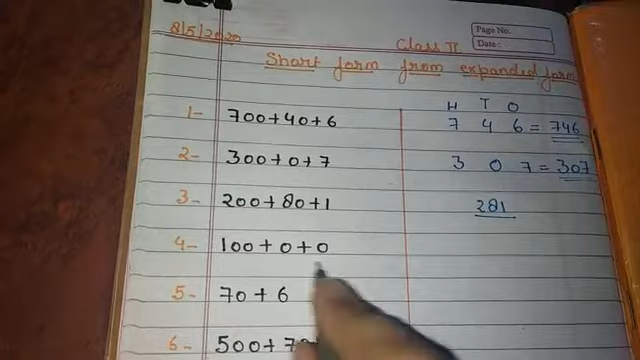 8/5/2020
Class II
Page No.
Date:
Short form from expanded form
H T O
1- 700+40+6 7 4 6 = 746
2- 300+0+7 3 0 7 = 307
3- 200+80+1 281
4- 100+0+0
5- 70+6
6- 500+